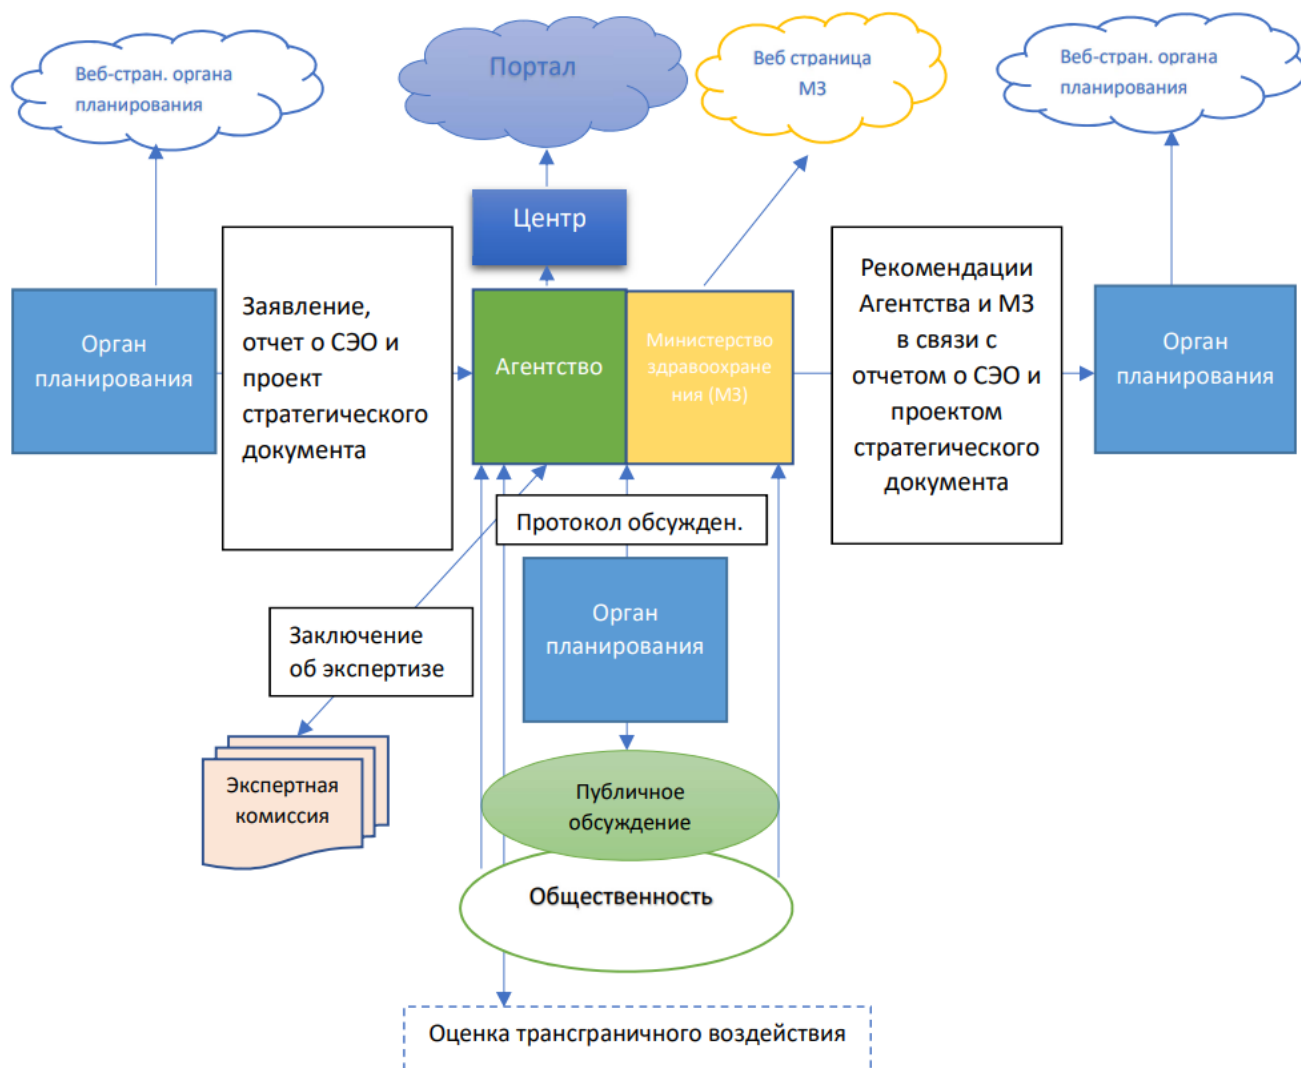 Веб-стран. органа
планирования
Портал
Веб страница
МЗ
Веб-стран. органа
планирования
Центр
Орган
планирования
Заявление,
отчет о СЭО и
проект
стратегического
документа
Агентство
Министерство
здравоохране
ния (МЗ)
Рекомендации
Агентства и МЗ
в связи с
отчетом о СЭО и
проектом
стратегического
документа
Орган
планирования
Протокол обсужден.
Заключение
об экспертизе
Орган
планирования
Экспертная
комиссия
Публичное
обсуждение
Общественность
Оценка трансграничного воздействия